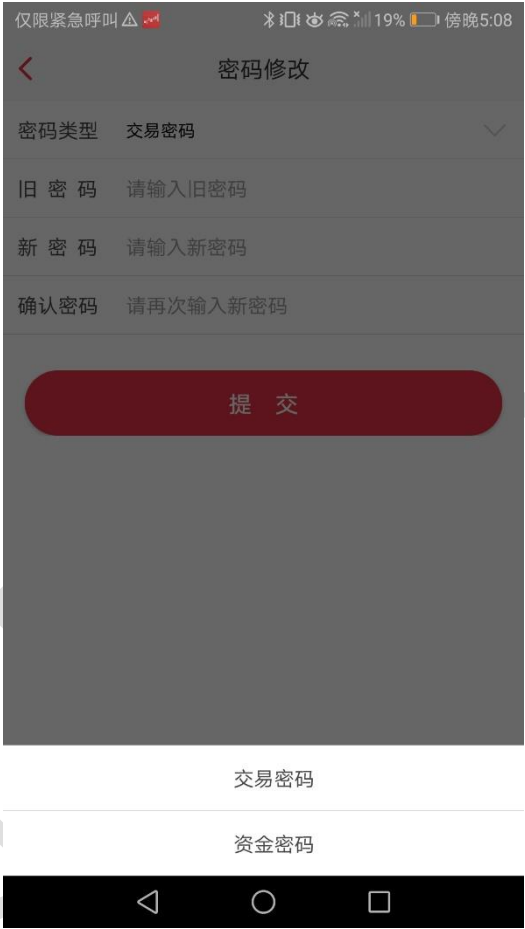 仅限紧急呼叫 19% 傍晚5:08
密码修改
密码类型 交易密码
旧 密 码 请输入旧密码
新 密 码 请输入新密码
确认密码 请再次输入新密码
提 交
交易密码
资金密码